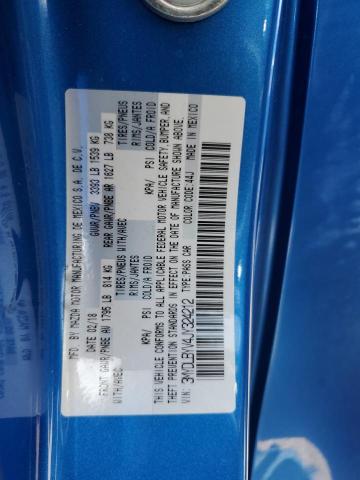 MFD BY MAZDA MOTOR MANUFACTURING DE MEXICO S.A. DE C.V.
DATE: 02/18 GVWR/PNBV 3393 LB 1539 KG
FRONT GAWR/PNBE AV 1795 LB 814 KG REAR GAWR/PNBE AR 1627 LB 738 KG
WITH/AVEC TIRES/PNEUS WITH/AVEC TIRES/PNEUS
RIMS/JANTES RIMS/JANTES
KPA/ PSI COLD/A FROID KPA/ PSI COLD/A FROID
THIS VEHICLE CONFORMS TO ALL APPLICABLE FEDERAL MOTOR VEHICLE SAFETY, BUMPER, AND
THEFT PREVENTION STANDARDS IN EFFECT ON THE DATE OF MANUFACTURE SHOWN ABOVE.
VIN: 3MYDLBYV4JY324212 TYPE: PASS CAR COLOR CODE: 44J MADE IN MEXICO